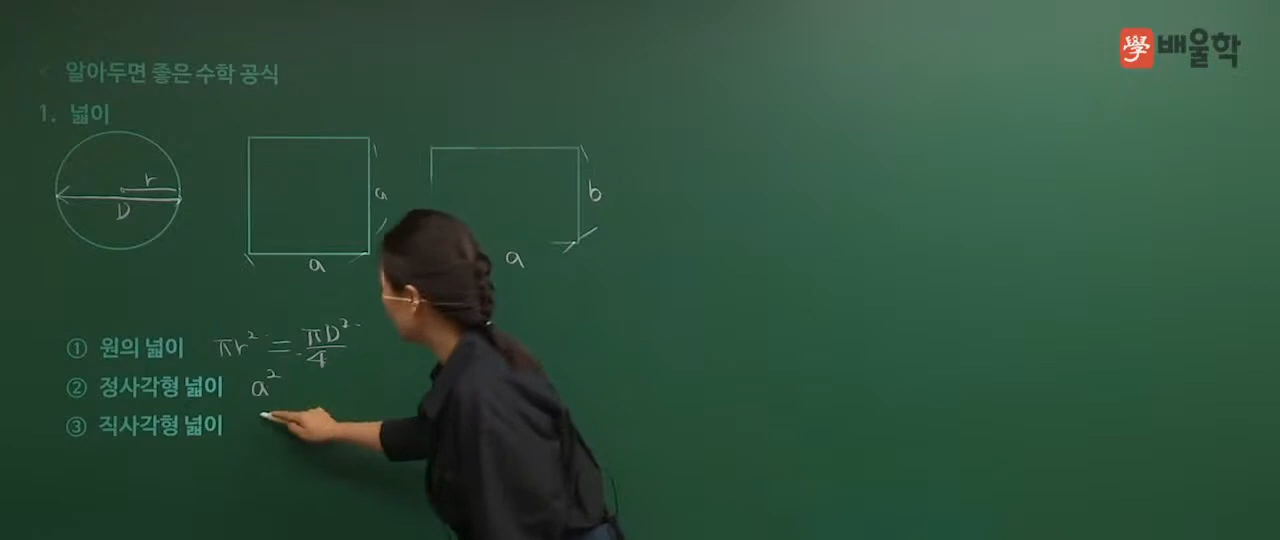 學 배울학
✓ 알아두면 좋은 수학 공식
1. 넓이
r
D
a
a
b
a
① 원의 넓이 πr² = πD²/4
② 정사각형 넓이 a²
③ 직사각형 넓이